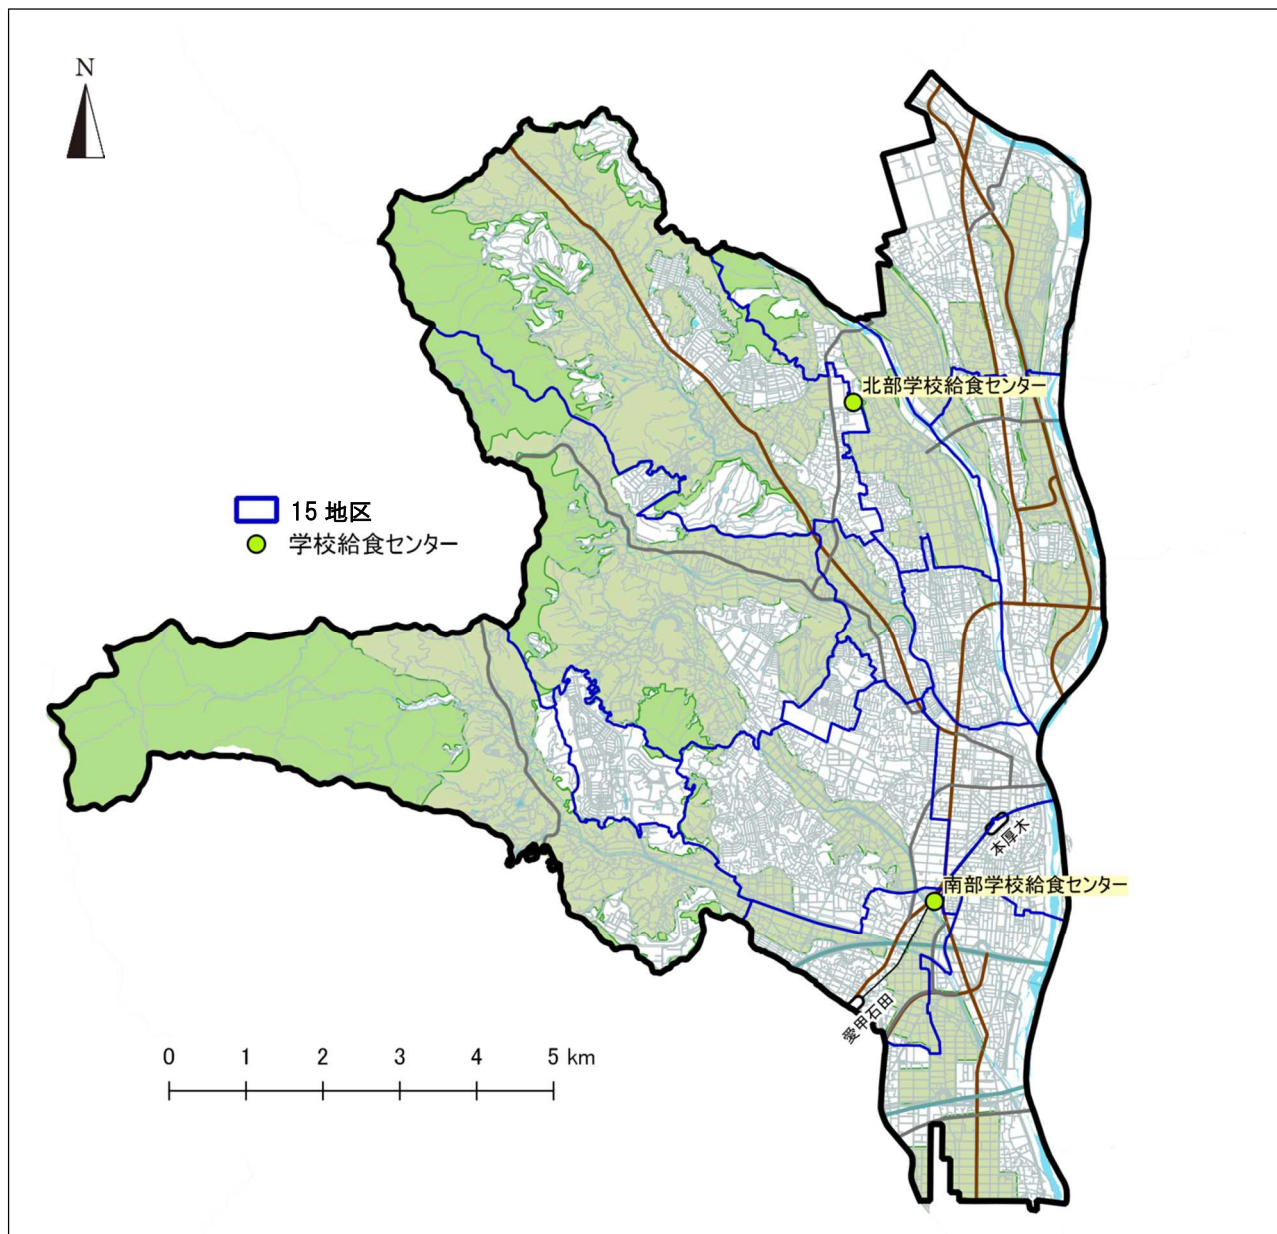 N
北部学校給食センター
15 地区
学校給食センター
本厚木
南部学校給食センター
愛甲石田
0 1 2 3 4 5 km